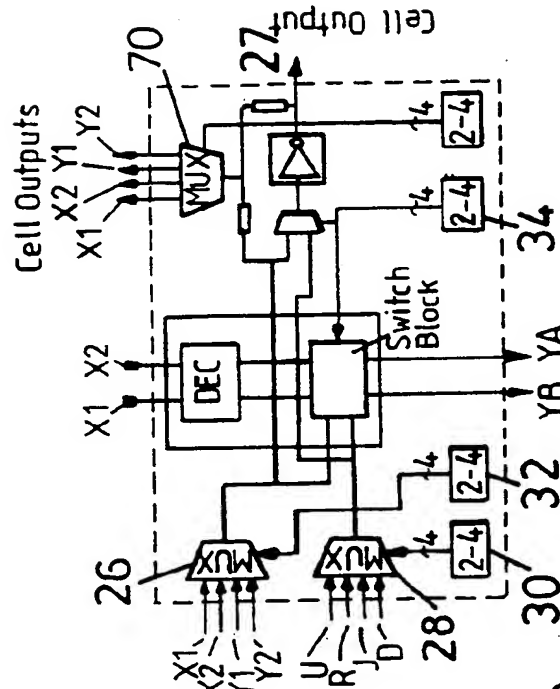 Cell Outputs
X1 X2 Y1 Y2
70
MUX
27
Cell Output
X1 X2
DEC
Switch
Block
26
MUX
X1
X2
Y1
Y2
MUX
28
U
R
J
D
4
4
4
4
2-4
2-4
2-4
2-4
30
32
34
YB
YA